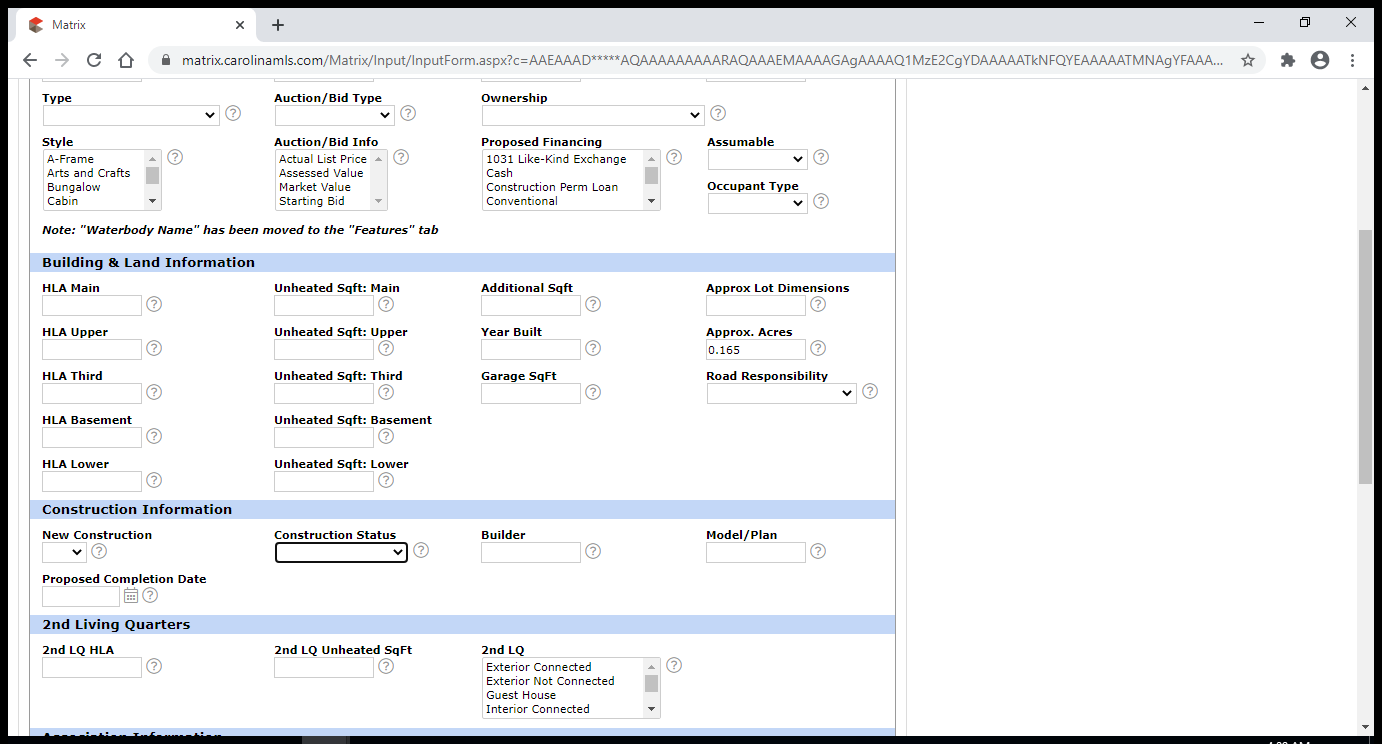 Matrix
matrix.carolinamls.com/Matrix/Input/InputForm.aspx?c=AAEAAAD*****AQAAAAAAAAARAQAAAEMAAAAGAgAAAAQ1MzE2CgYDAAAAATkNFQYEAAAAATMNAgYFAAA...
Type Auction/Bid Type Ownership
Style Auction/Bid Info Proposed Financing Assumable
A-Frame Actual List Price 1031 Like-Kind Exchange
Arts and Crafts Assessed Value Cash
Bungalow Market Value Construction Perm Loan Occupant Type
Cabin Starting Bid Conventional
Note: "Waterbody Name" has been moved to the "Features" tab
Building & Land Information
HLA Main Unheated Sqft: Main Additional Sqft Approx Lot Dimensions
HLA Upper Unheated Sqft: Upper Year Built Approx. Acres
0.165
HLA Third Unheated Sqft: Third Garage SqFt Road Responsibility
HLA Basement Unheated Sqft: Basement
HLA Lower Unheated Sqft: Lower
Construction Information
New Construction Construction Status Builder Model/Plan
Proposed Completion Date
2nd Living Quarters
2nd LQ HLA 2nd LQ Unheated SqFt 2nd LQ
Exterior Connected
Exterior Not Connected
Guest House
Interior Connected
Association Information